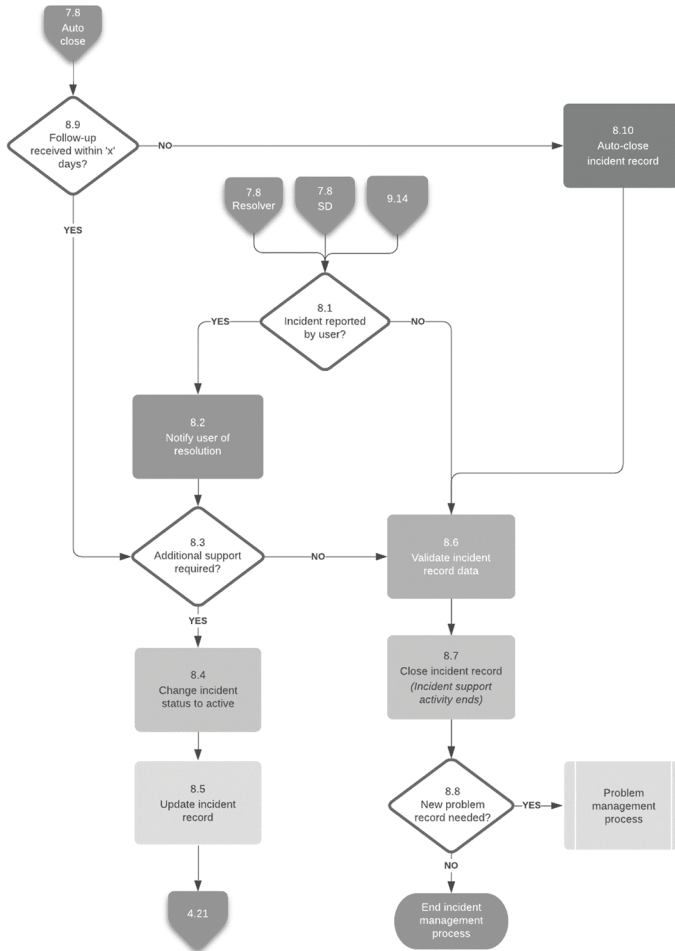 7.8
Auto
close
8.9
Follow-up
received within 'x'
days?
NO
8.10
Auto-close
incident record
YES
7.8
Resolver
7.8
SD
9.14
8.1
Incident reported
by user?
YES
NO
8.2
Notify user of
resolution
8.3
Additional support
required?
NO
8.6
Validate incident
record data
YES
8.4
Change incident
status to active
8.7
Close incident record
(Incident support
activity ends)
8.5
Update incident
record
8.8
New problem
record needed?
YES
Problem
management
process
NO
4.21
End incident
management
process